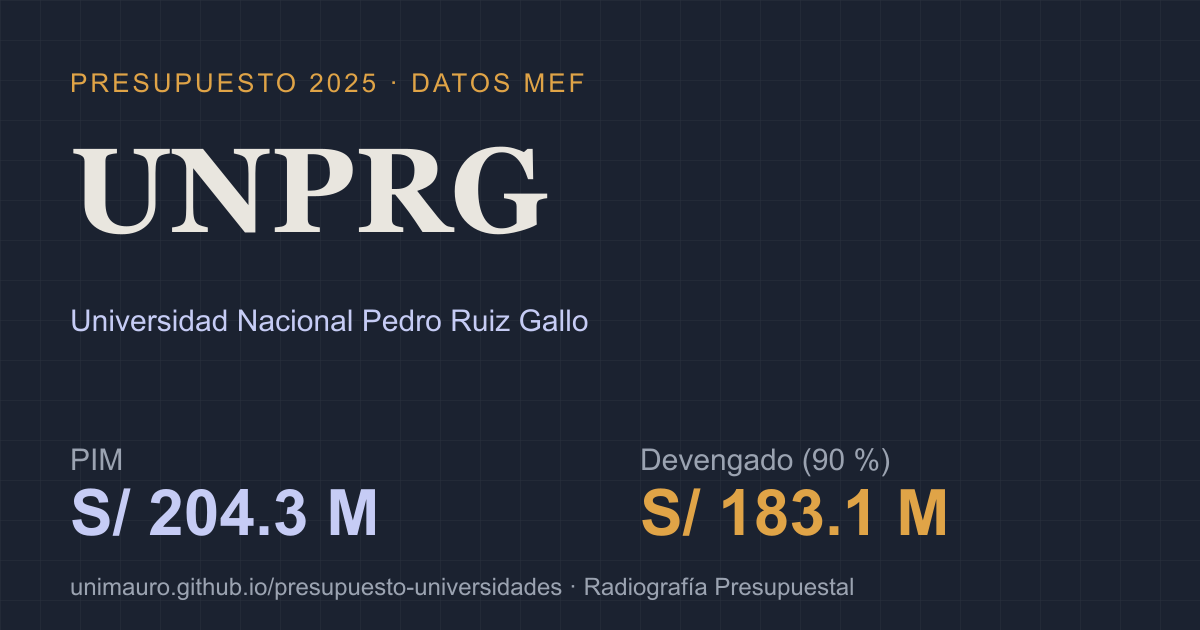 PRESUPUESTO 2025 · DATOS MEF
UNPRG
Universidad Nacional Pedro Ruiz Gallo
PIM
S/ 204.3 M
Devengado (90 %)
S/ 183.1 M
unimauro.github.io/presupuesto-universidades · Radiografía Presupuestal